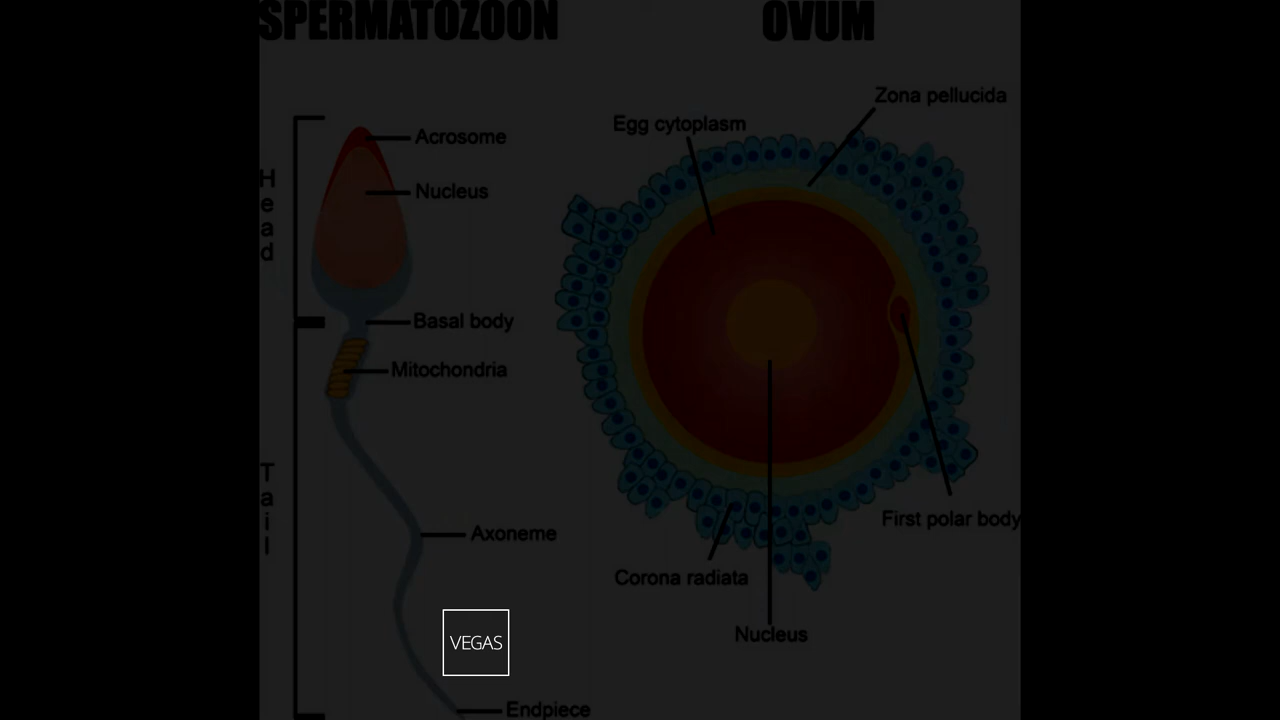 SPERMATOZOON
OVUM
Zona pellucida
Egg cytoplasm
Acrosome
Head
Nucleus
Basal body
Mitochondria
Tail
First polar body
Axoneme
Corona radiata
Nucleus
VEGAS
Endpiece